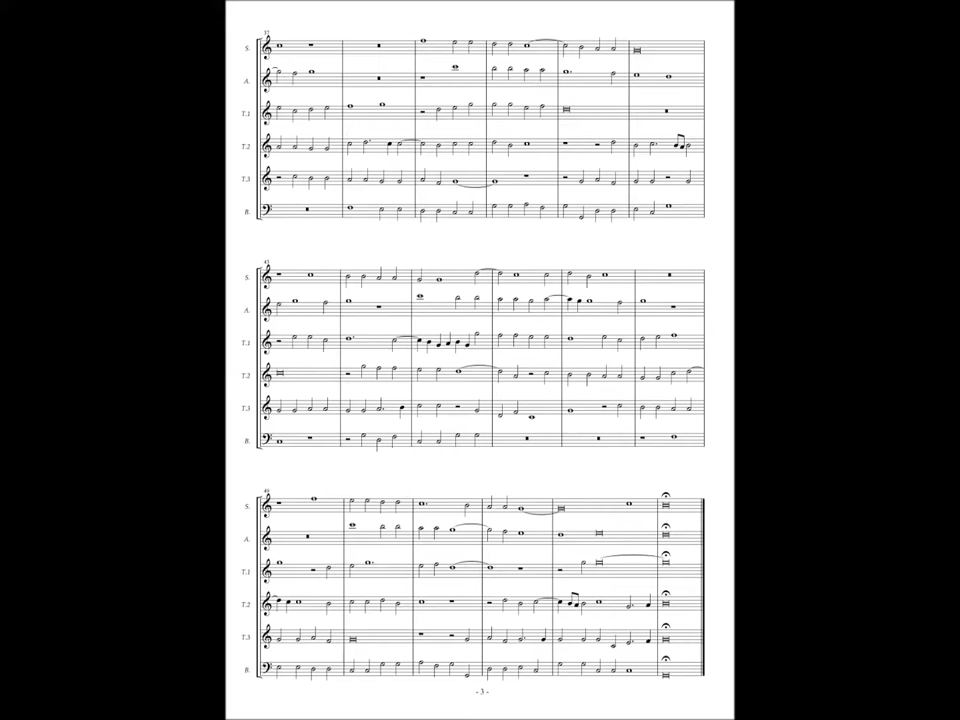 37
S.
A.
T.1
T.2
T.3
B.
43
S.
A.
T.1
T.2
T.3
B.
49
S.
A.
T.1
T.2
T.3
B.
- 3 -